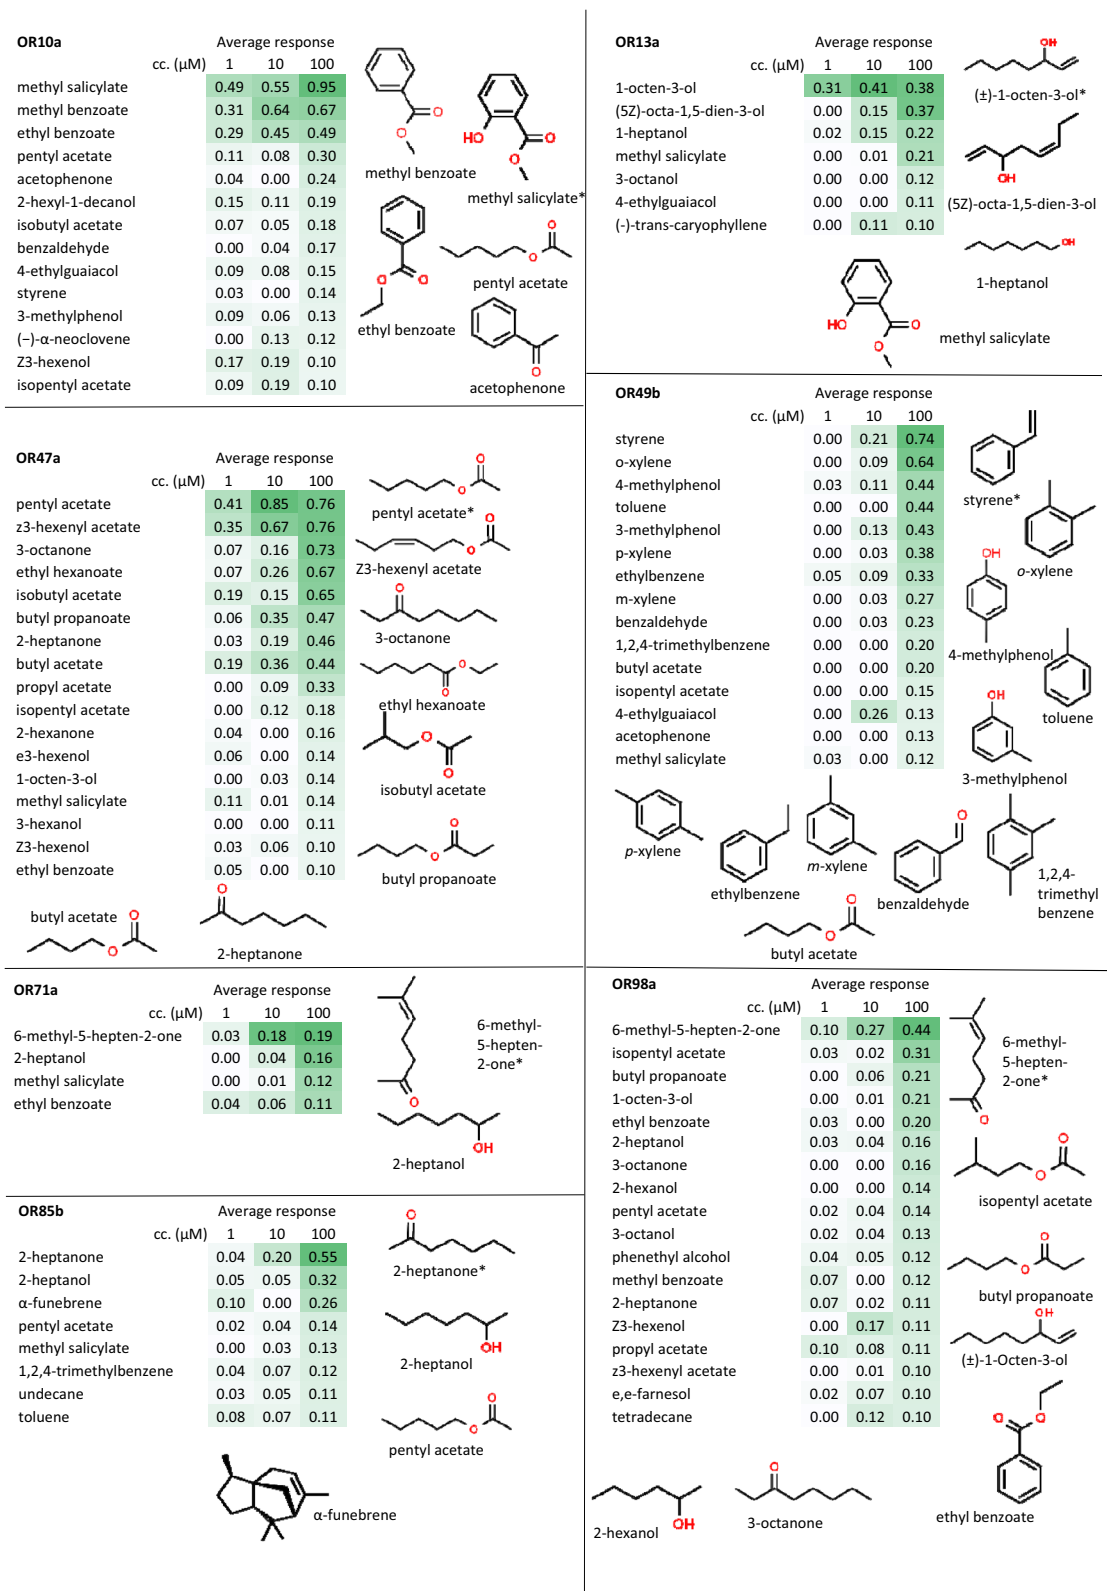 OR10a Average response
cc. (μM) 1 10 100
methyl salicylate 0.49 0.55 0.95
methyl benzoate 0.31 0.64 0.67
ethyl benzoate 0.29 0.45 0.49
pentyl acetate 0.11 0.08 0.30
acetophenone 0.04 0.00 0.24
2-hexyl-1-decanol 0.15 0.11 0.19
isobutyl acetate 0.07 0.05 0.18
benzaldehyde 0.00 0.04 0.17
4-ethylguaiacol 0.09 0.08 0.15
styrene 0.03 0.00 0.14
3-methylphenol 0.09 0.06 0.13
(−)-α-neoclovene 0.00 0.13 0.12
Z3-hexenol 0.17 0.19 0.10
isopentyl acetate 0.09 0.19 0.10
O
O
methyl benzoate
HO
O
O
methyl salicylate*
O
O
ethyl benzoate
O
O
pentyl acetate
O
acetophenone
OR13a Average response
cc. (μM) 1 10 100
1-octen-3-ol 0.31 0.41 0.38
(5Z)-octa-1,5-dien-3-ol 0.00 0.15 0.37
1-heptanol 0.02 0.15 0.22
methyl salicylate 0.00 0.01 0.21
3-octanol 0.00 0.00 0.12
4-ethylguaiacol 0.00 0.00 0.11
(-)-trans-caryophyllene 0.00 0.11 0.10
OH
(±)-1-octen-3-ol*
OH
(5Z)-octa-1,5-dien-3-ol
OH
1-heptanol
HO
O
O
methyl salicylate
OR47a Average response
cc. (μM) 1 10 100
pentyl acetate 0.41 0.85 0.76
z3-hexenyl acetate 0.35 0.67 0.76
3-octanone 0.07 0.16 0.73
ethyl hexanoate 0.07 0.26 0.67
isobutyl acetate 0.19 0.15 0.65
butyl propanoate 0.06 0.35 0.47
2-heptanone 0.03 0.19 0.46
butyl acetate 0.19 0.36 0.44
propyl acetate 0.00 0.09 0.33
isopentyl acetate 0.00 0.12 0.18
2-hexanone 0.04 0.00 0.16
e3-hexenol 0.06 0.00 0.14
1-octen-3-ol 0.00 0.03 0.14
methyl salicylate 0.11 0.01 0.14
3-hexanol 0.00 0.00 0.11
Z3-hexenol 0.03 0.06 0.10
ethyl benzoate 0.05 0.00 0.10
O
O
pentyl acetate*
O
O
Z3-hexenyl acetate
O
3-octanone
O
O
ethyl hexanoate
O
O
isobutyl acetate
O
O
butyl propanoate
butyl acetate
O
O
O
2-heptanone
OR49b Average response
cc. (μM) 1 10 100
styrene 0.00 0.21 0.74
o-xylene 0.00 0.09 0.64
4-methylphenol 0.03 0.11 0.44
toluene 0.00 0.00 0.44
3-methylphenol 0.00 0.13 0.43
p-xylene 0.00 0.03 0.38
ethylbenzene 0.05 0.09 0.33
m-xylene 0.00 0.03 0.27
benzaldehyde 0.00 0.03 0.23
1,2,4-trimethylbenzene 0.00 0.00 0.20
butyl acetate 0.00 0.00 0.20
isopentyl acetate 0.00 0.00 0.15
4-ethylguaiacol 0.00 0.26 0.13
acetophenone 0.00 0.00 0.13
methyl salicylate 0.03 0.00 0.12
styrene*
o-xylene
OH
4-methylphenol
toluene
OH
3-methylphenol
p-xylene
ethylbenzene
m-xylene
O
benzaldehyde
1,2,4-
trimethyl
benzene
O
O
butyl acetate
OR71a Average response
cc. (μM) 1 10 100
6-methyl-5-hepten-2-one 0.03 0.18 0.19
2-heptanol 0.00 0.04 0.16
methyl salicylate 0.00 0.01 0.12
ethyl benzoate 0.04 0.06 0.11
O
6-methyl-
5-hepten-
2-one*
OH
2-heptanol
OR85b Average response
cc. (μM) 1 10 100
2-heptanone 0.04 0.20 0.55
2-heptanol 0.05 0.05 0.32
α-funebrene 0.10 0.00 0.26
pentyl acetate 0.02 0.04 0.14
methyl salicylate 0.00 0.03 0.13
1,2,4-trimethylbenzene 0.04 0.07 0.12
undecane 0.03 0.05 0.11
toluene 0.08 0.07 0.11
O
2-heptanone*
OH
2-heptanol
O
O
pentyl acetate
α-funebrene
OR98a Average response
cc. (μM) 1 10 100
6-methyl-5-hepten-2-one 0.10 0.27 0.44
isopentyl acetate 0.03 0.02 0.31
butyl propanoate 0.00 0.06 0.21
1-octen-3-ol 0.00 0.01 0.21
ethyl benzoate 0.03 0.00 0.20
2-heptanol 0.03 0.04 0.16
3-octanone 0.00 0.00 0.16
2-hexanol 0.00 0.00 0.14
pentyl acetate 0.02 0.04 0.14
3-octanol 0.02 0.04 0.13
phenethyl alcohol 0.04 0.05 0.12
methyl benzoate 0.07 0.00 0.12
2-heptanone 0.07 0.02 0.11
Z3-hexenol 0.00 0.17 0.11
propyl acetate 0.10 0.08 0.11
z3-hexenyl acetate 0.00 0.01 0.10
e,e-farnesol 0.02 0.07 0.10
tetradecane 0.00 0.12 0.10
O
6-methyl-
5-hepten-
2-one*
O
O
isopentyl acetate
O
O
butyl propanoate
OH
(±)-1-Octen-3-ol
O
O
ethyl benzoate
OH
2-hexanol
O
3-octanone